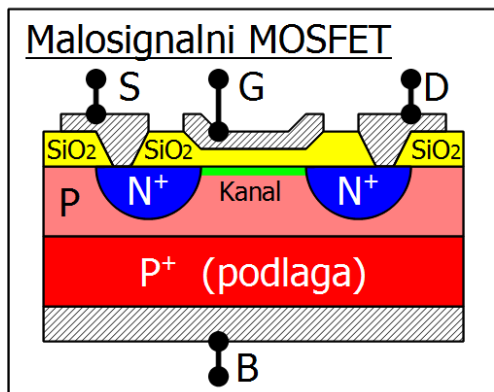 Malosignalni MOSFET
S G D
SiO2 SiO2 SiO2
P N+ Kanal N+
P+ (podlaga)
B